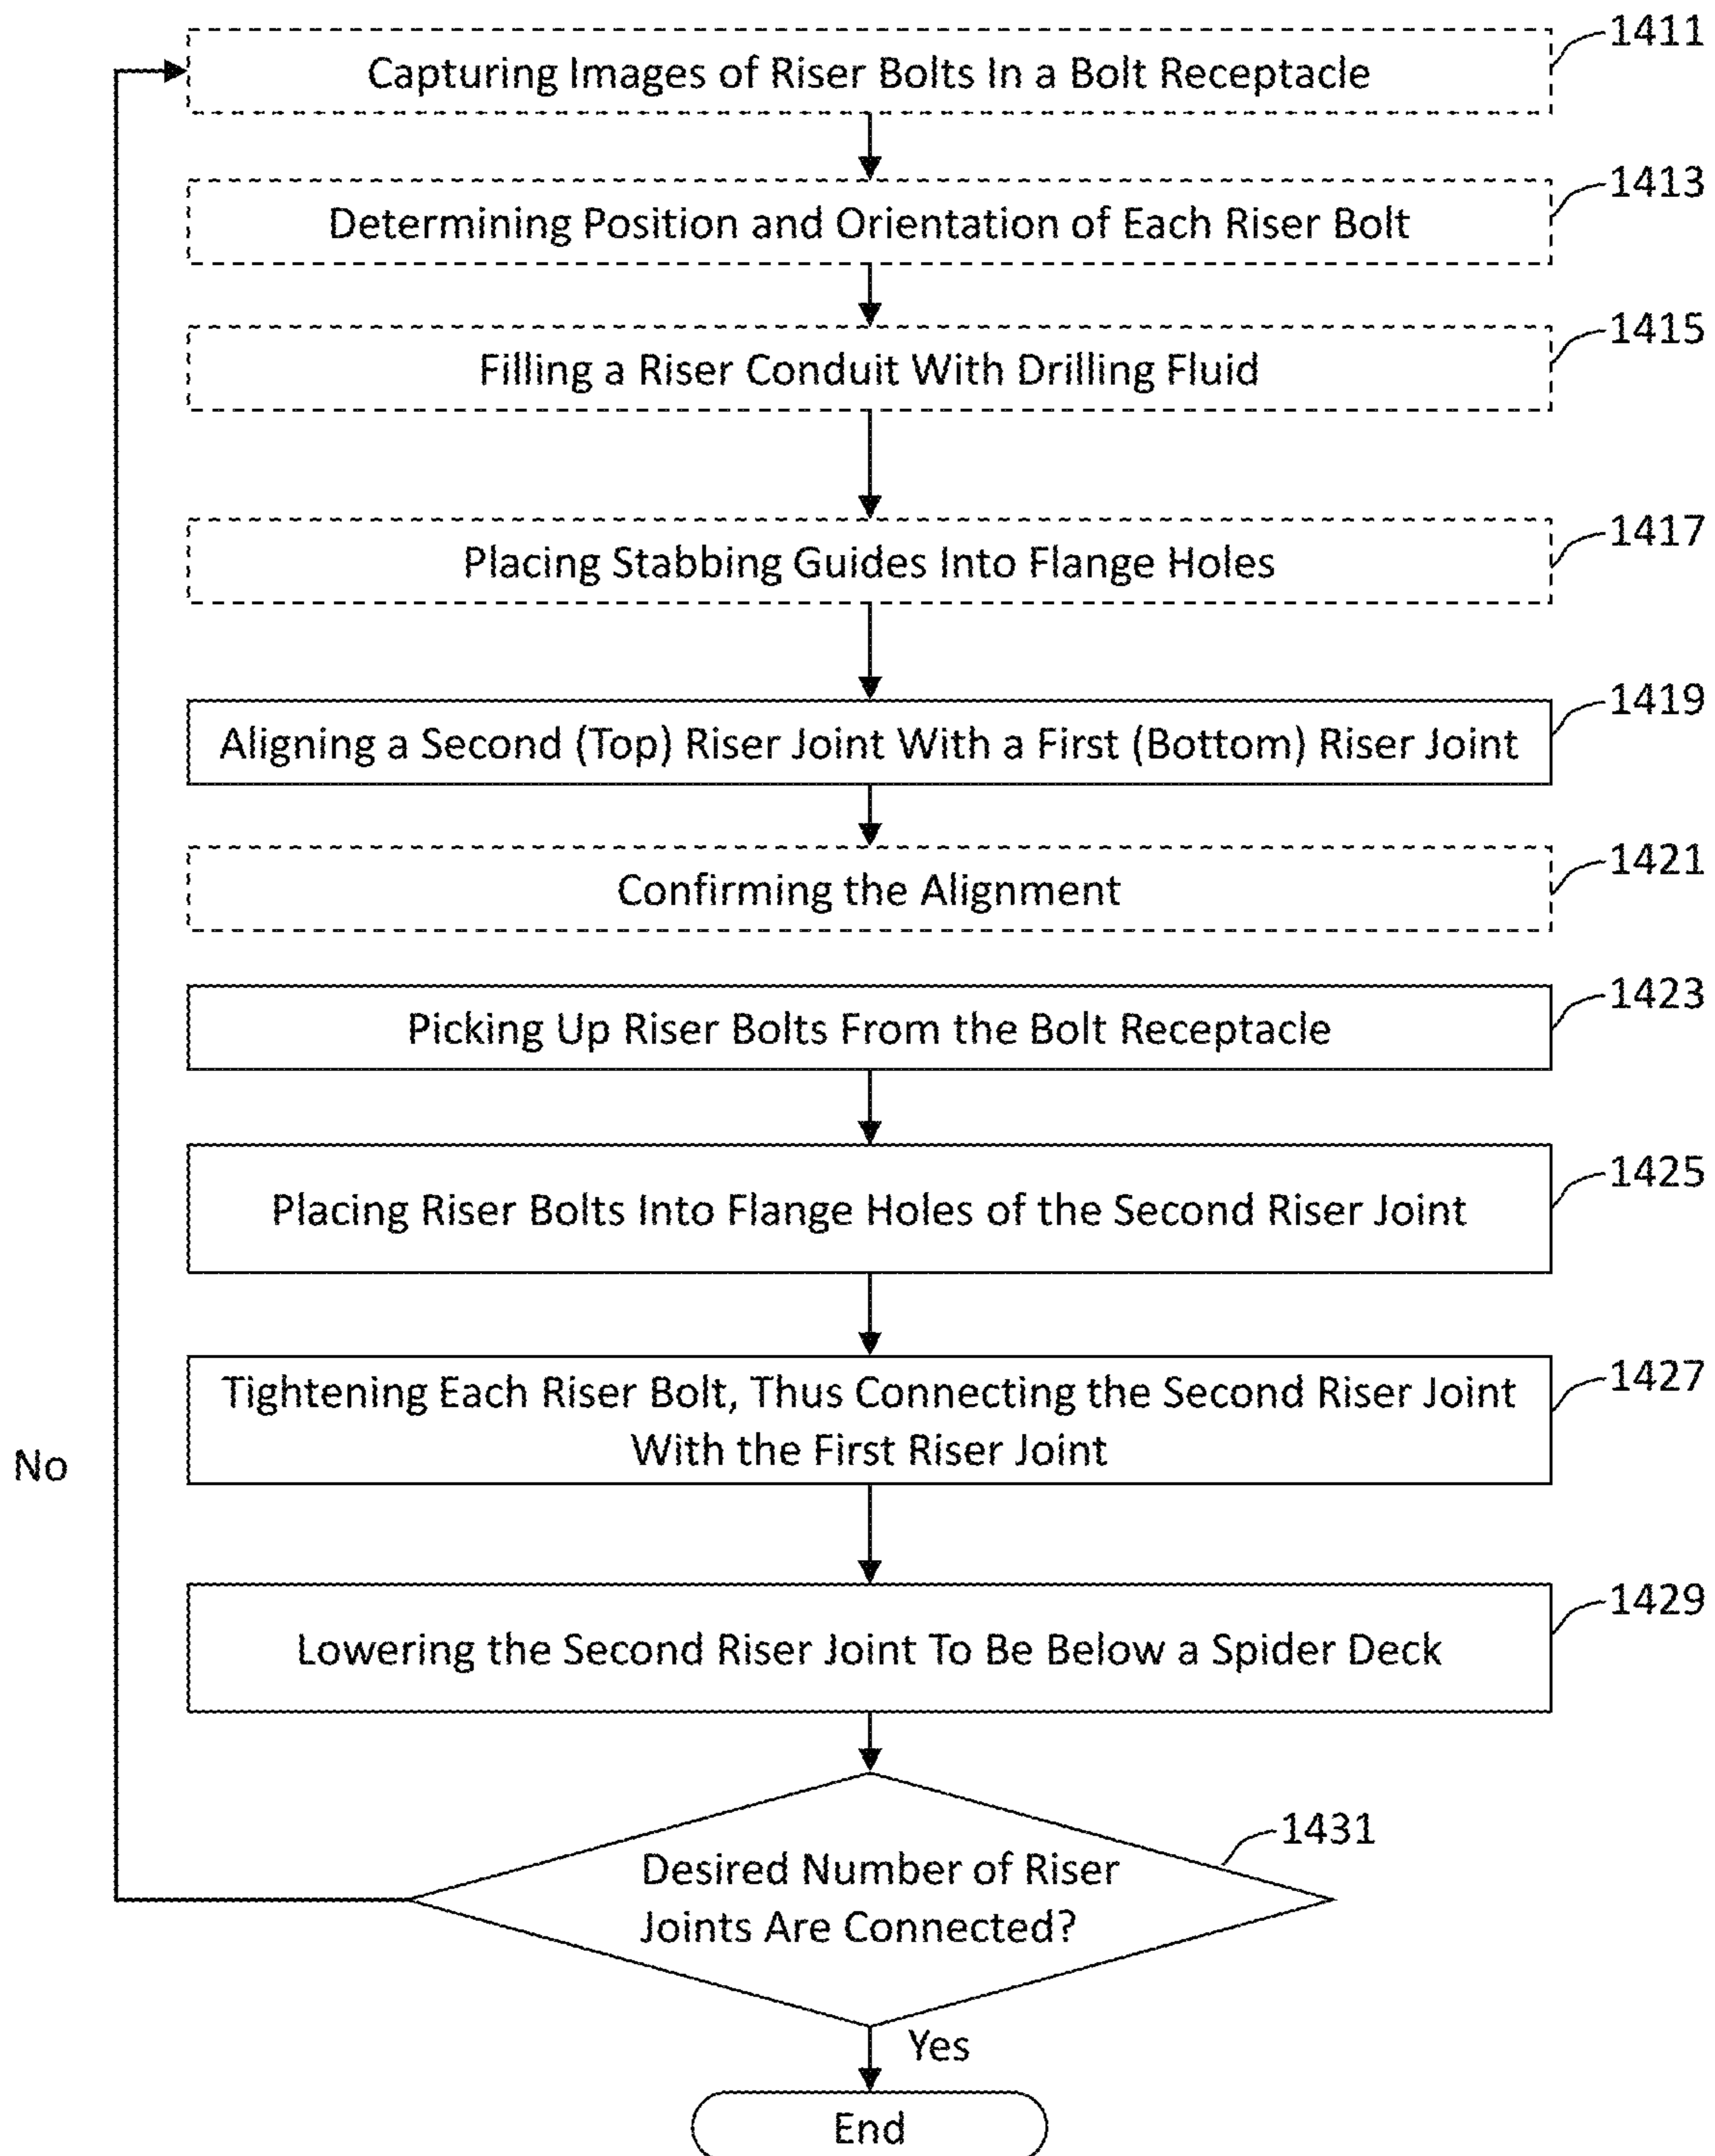 1411
Capturing Images of Riser Bolts In a Bolt Receptacle
1413
Determining Position and Orientation of Each Riser Bolt
1415
Filling a Riser Conduit With Drilling Fluid
1417
Placing Stabbing Guides Into Flange Holes
1419
Aligning a Second (Top) Riser Joint With a First (Bottom) Riser Joint
1421
Confirming the Alignment
1423
Picking Up Riser Bolts From the Bolt Receptacle
1425
Placing Riser Bolts Into Flange Holes of the Second Riser Joint
1427
Tightening Each Riser Bolt, Thus Connecting the Second Riser Joint
With the First Riser Joint
No
1429
Lowering the Second Riser Joint To Be Below a Spider Deck
1431
Desired Number of Riser
Joints Are Connected?
Yes
End